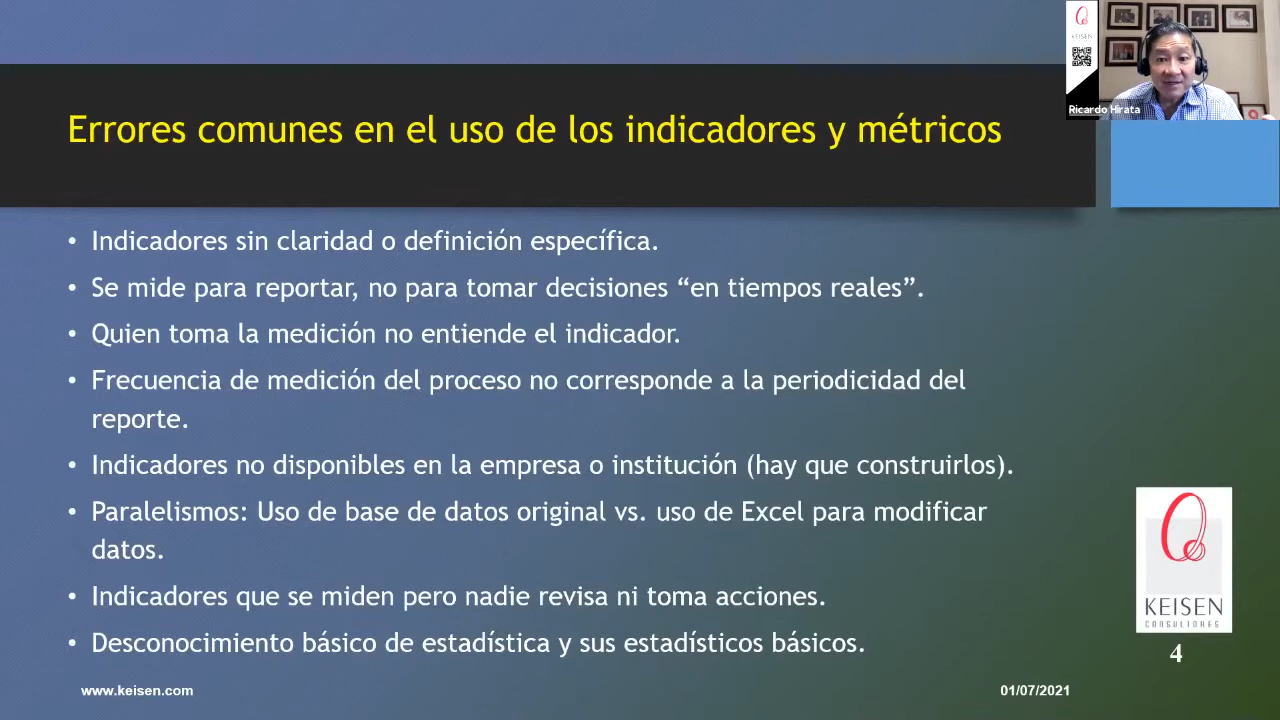 KEISEN
Ricardo Hirata
Errores comunes en el uso de los indicadores y métricos
• Indicadores sin claridad o definición específica.
• Se mide para reportar, no para tomar decisiones “en tiempos reales”.
• Quien toma la medición no entiende el indicador.
• Frecuencia de medición del proceso no corresponde a la periodicidad del
reporte.
• Indicadores no disponibles en la empresa o institución (hay que construirlos).
• Paralelismos: Uso de base de datos original vs. uso de Excel para modificar
datos.
• Indicadores que se miden pero nadie revisa ni toma acciones.
• Desconocimiento básico de estadística y sus estadísticos básicos.
KEISEN
CONSULTORES
4
www.keisen.com
01/07/2021